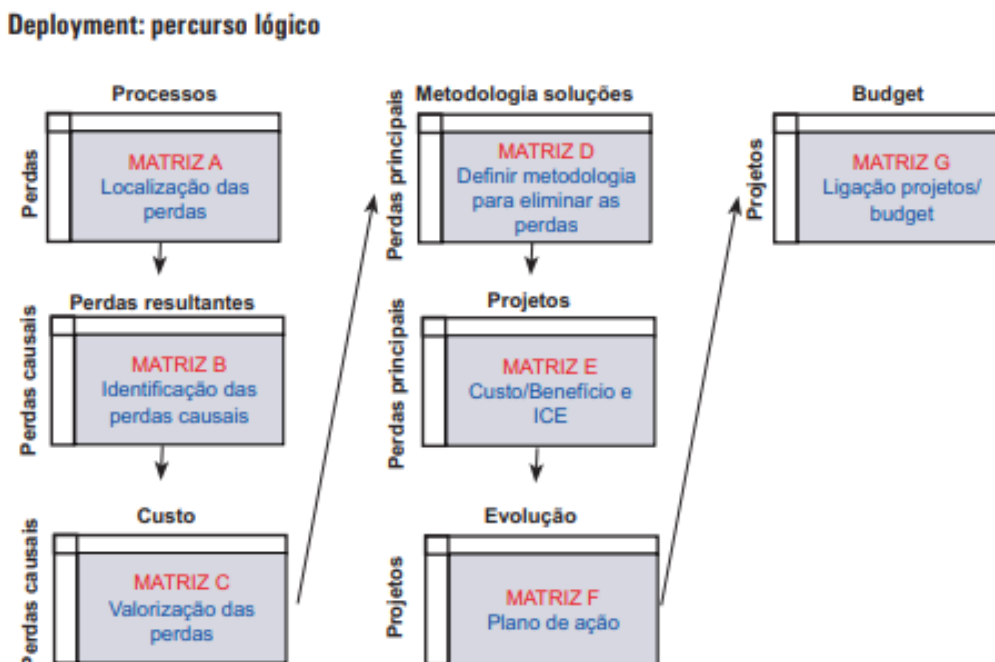 Deployment: percurso lógico
Processos
Perdas
MATRIZ A
Localização das
perdas
Perdas resultantes
Perdas causais
MATRIZ B
Identificação das
perdas causais
Custo
Perdas causais
MATRIZ C
Valorização das
perdas
Metodologia soluções
Perdas principais
MATRIZ D
Definir metodologia
para eliminar as
perdas
Projetos
Perdas principais
MATRIZ E
Custo/Benefício e
ICE
Evolução
Projetos
MATRIZ F
Plano de ação
Budget
Projetos
MATRIZ G
Ligação projetos/
budget